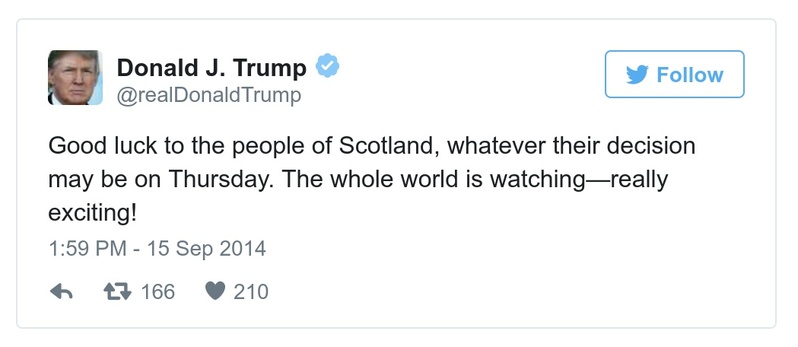 Donald J. Trump
@realDonaldTrump
Follow
Good luck to the people of Scotland, whatever their decision
may be on Thursday. The whole world is watching—really
exciting!
1:59 PM - 15 Sep 2014
166 210